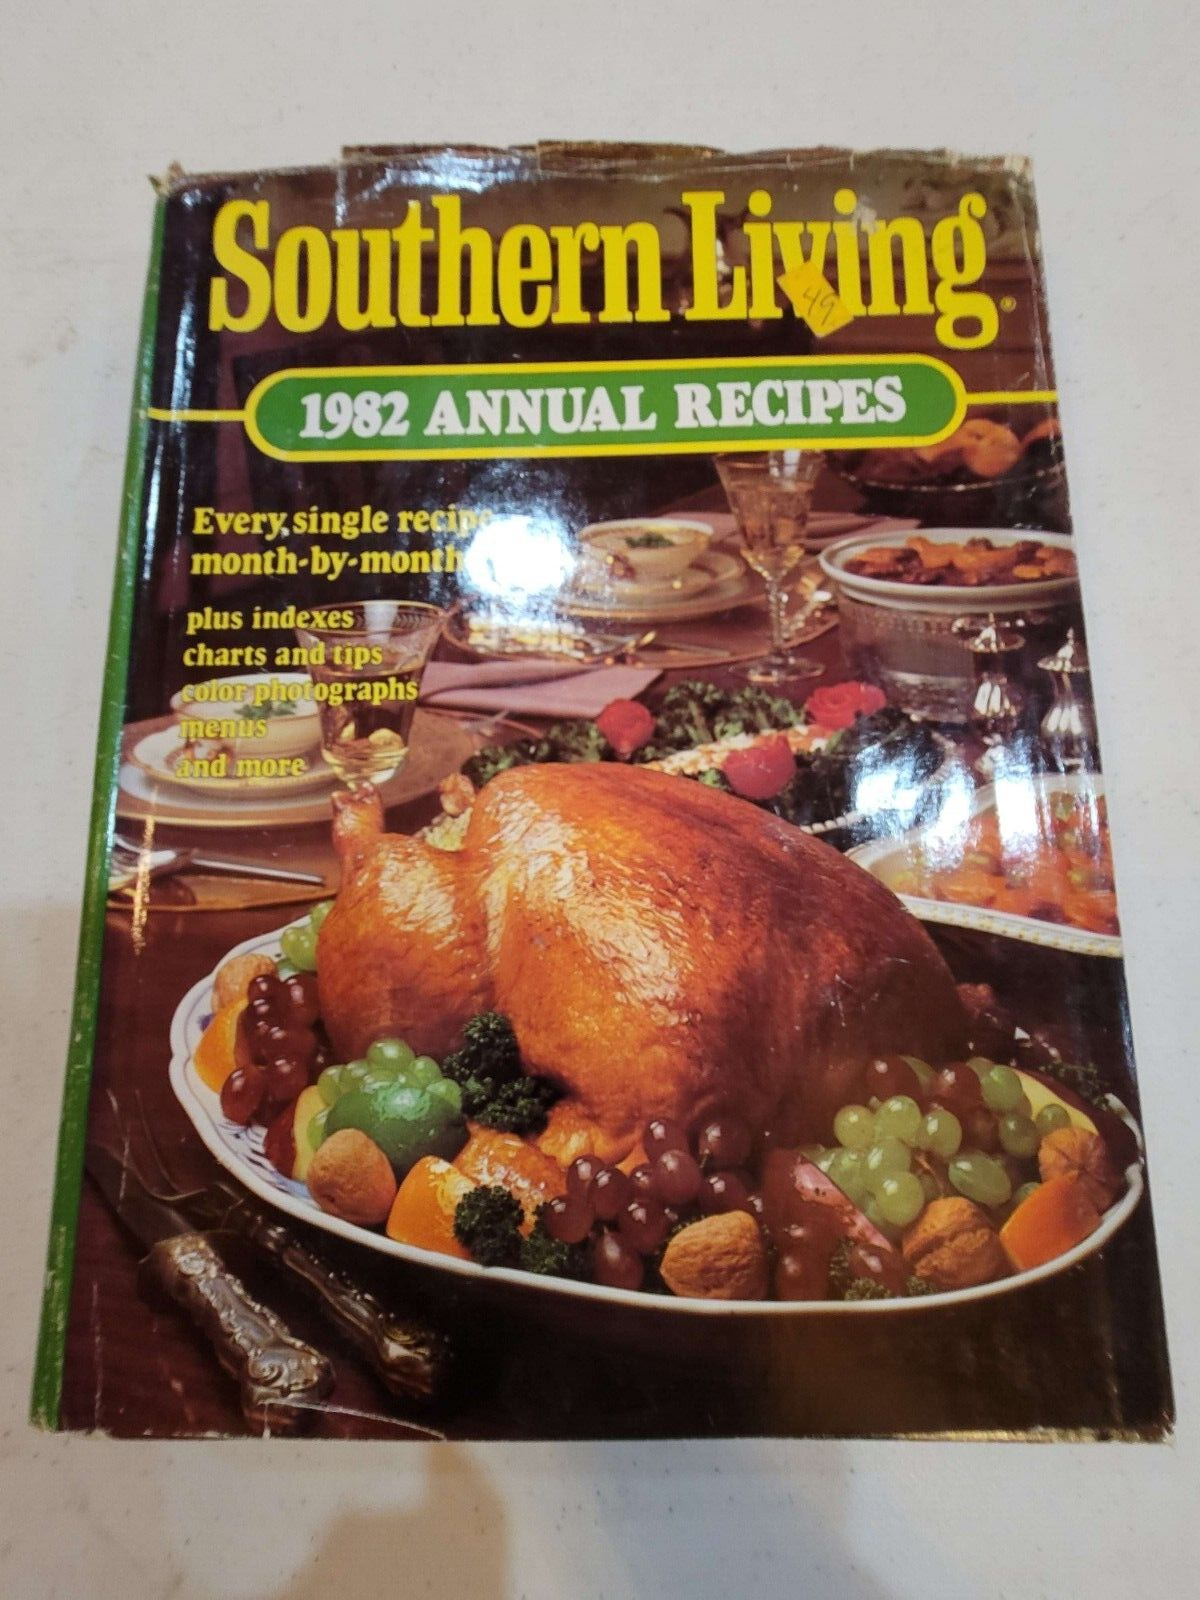 Southern Living®
49
1982 ANNUAL RECIPES
Every single recipe
month-by-month
plus indexes
charts and tips
color photographs
menus
and more